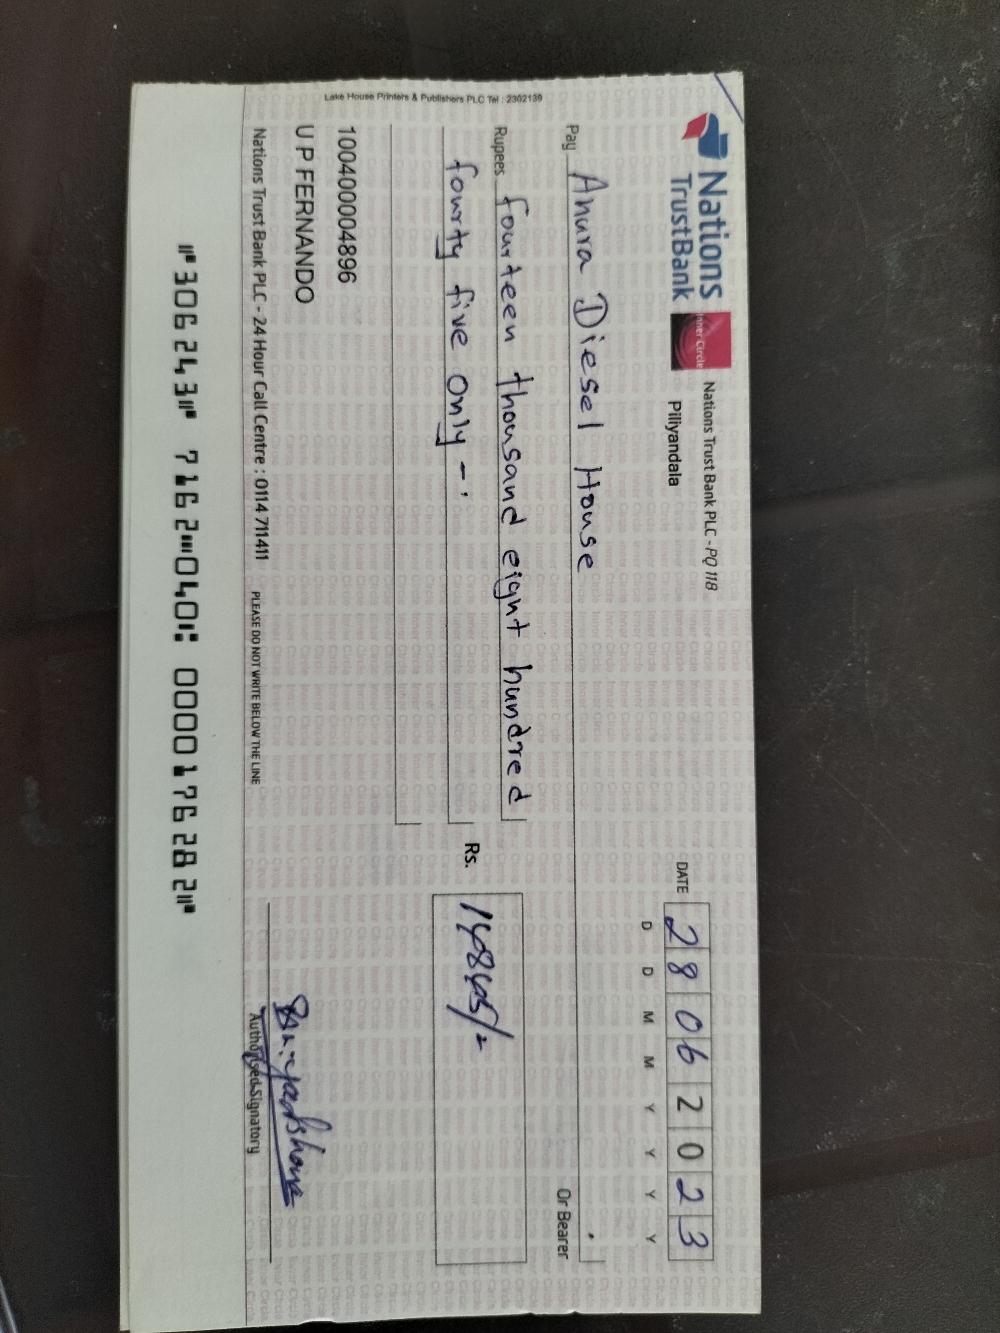 Nations
TrustBank
Inner Circle
Nations Trust Bank PLC - PQ 118
Piliyandala
DATE 2 8 0 6 2 0 2 3
D D M M Y Y Y Y
Pay Anura Diesel House
Or Bearer
Rupees fourteen thousand eight hundred
fourty five only -.
Rs. 14845/=
100400004896
U P FERNANDO
Authorised Signatory
Nations Trust Bank PLC - 24 Hour Call Centre : 0114 711411 PLEASE DO NOT WRITE BELOW THE LINE
Lake House Printers & Publishers PLC Tel : 2302139
⑈306243⑈ 7162⑉040⑆ 0000176282⑈